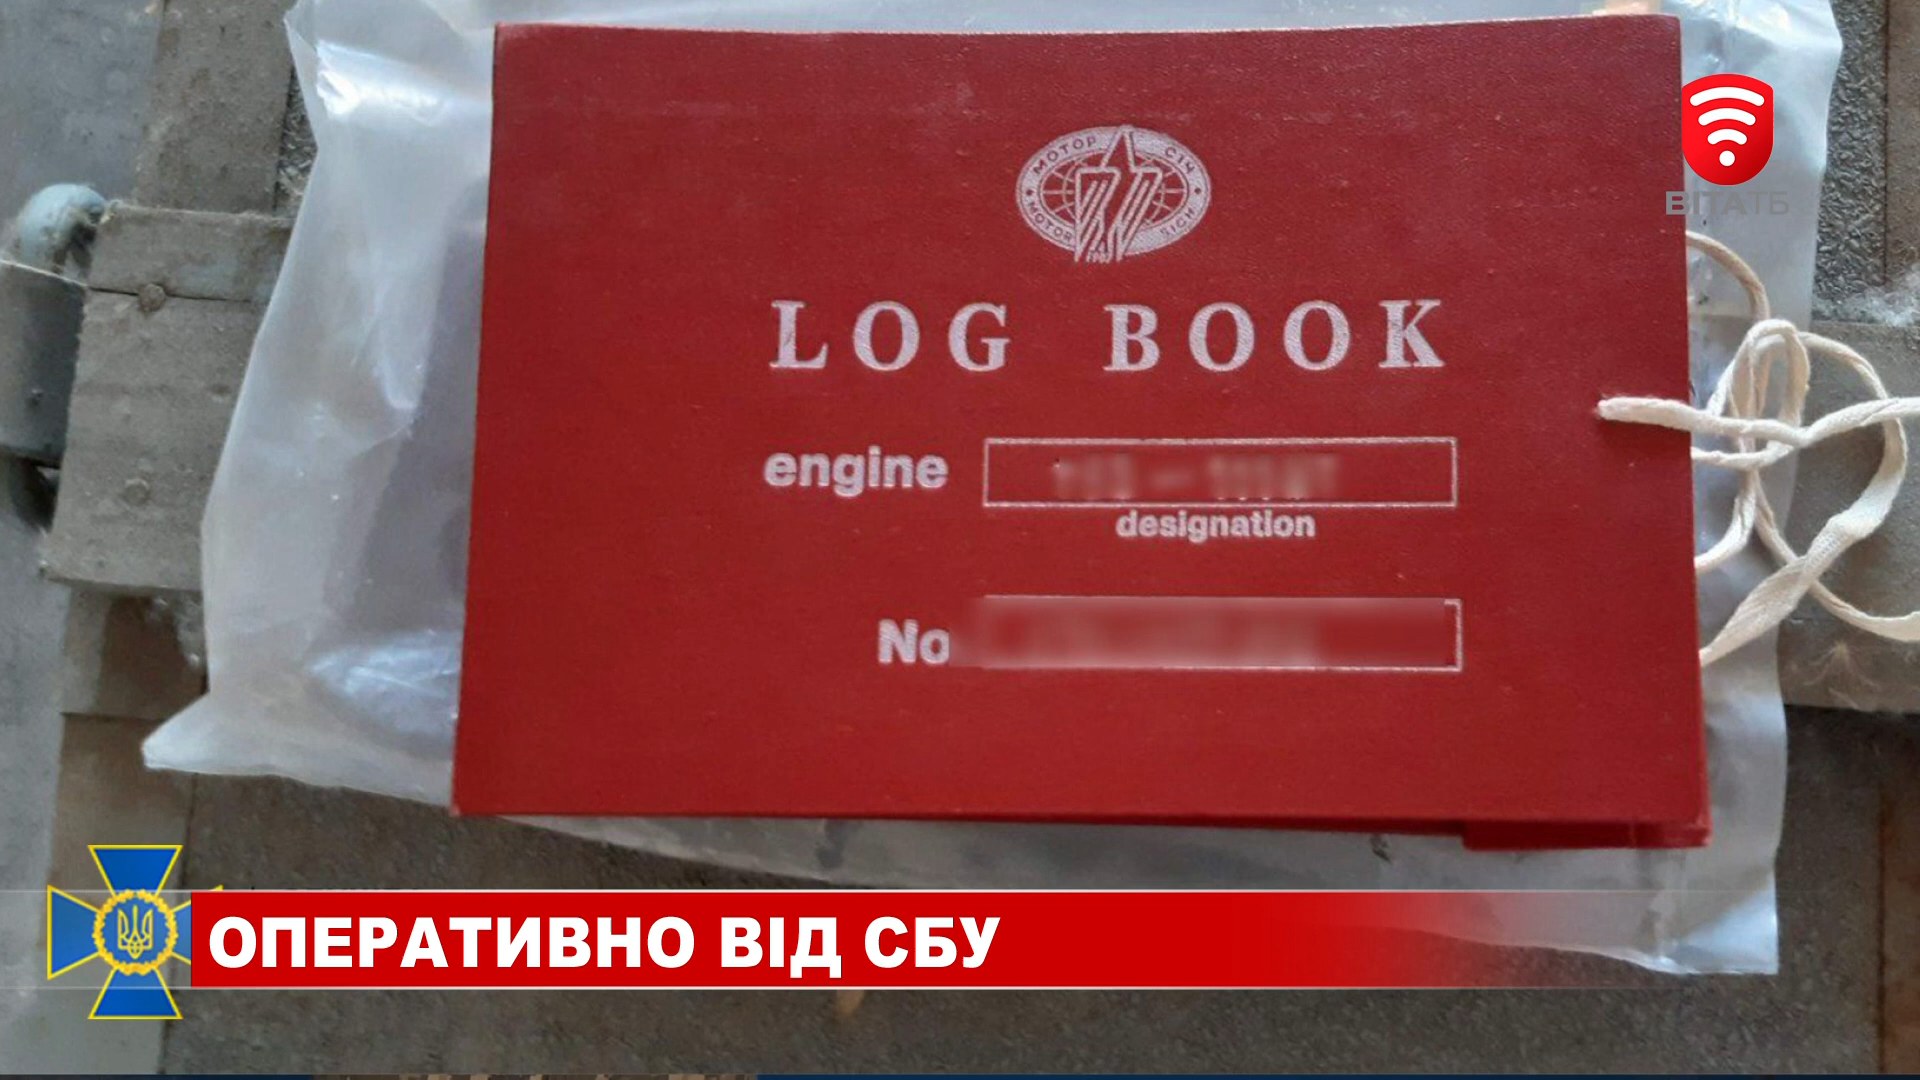 МОТОР СІЧ
MOTOR SICH
LOG BOOK
engine
designation
No
ВІТАТБ
ОПЕРАТИВНО ВІД СБУ